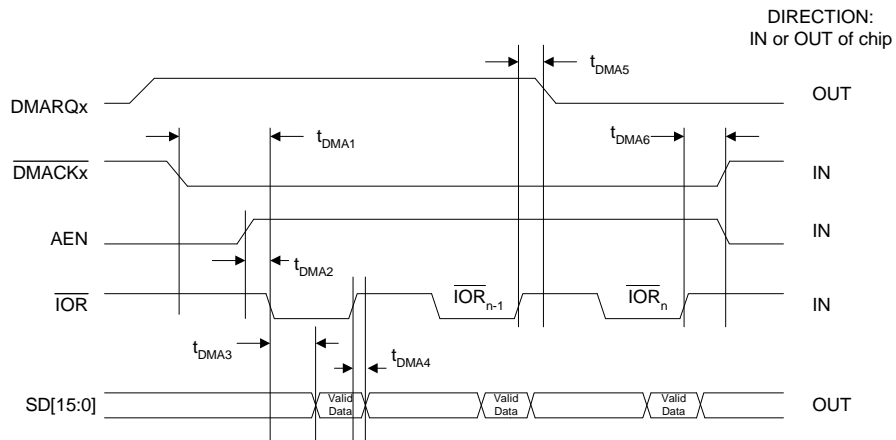 DIRECTION:
IN or OUT of chip
tDMA5
DMARQx
OUT
tDMA1
tDMA6
DMACKx
IN
AEN
IN
tDMA2
IOR
IORn-1
IORn
IN
tDMA3
tDMA4
SD[15:0]
Valid
Data
Valid
Data
Valid
Data
OUT